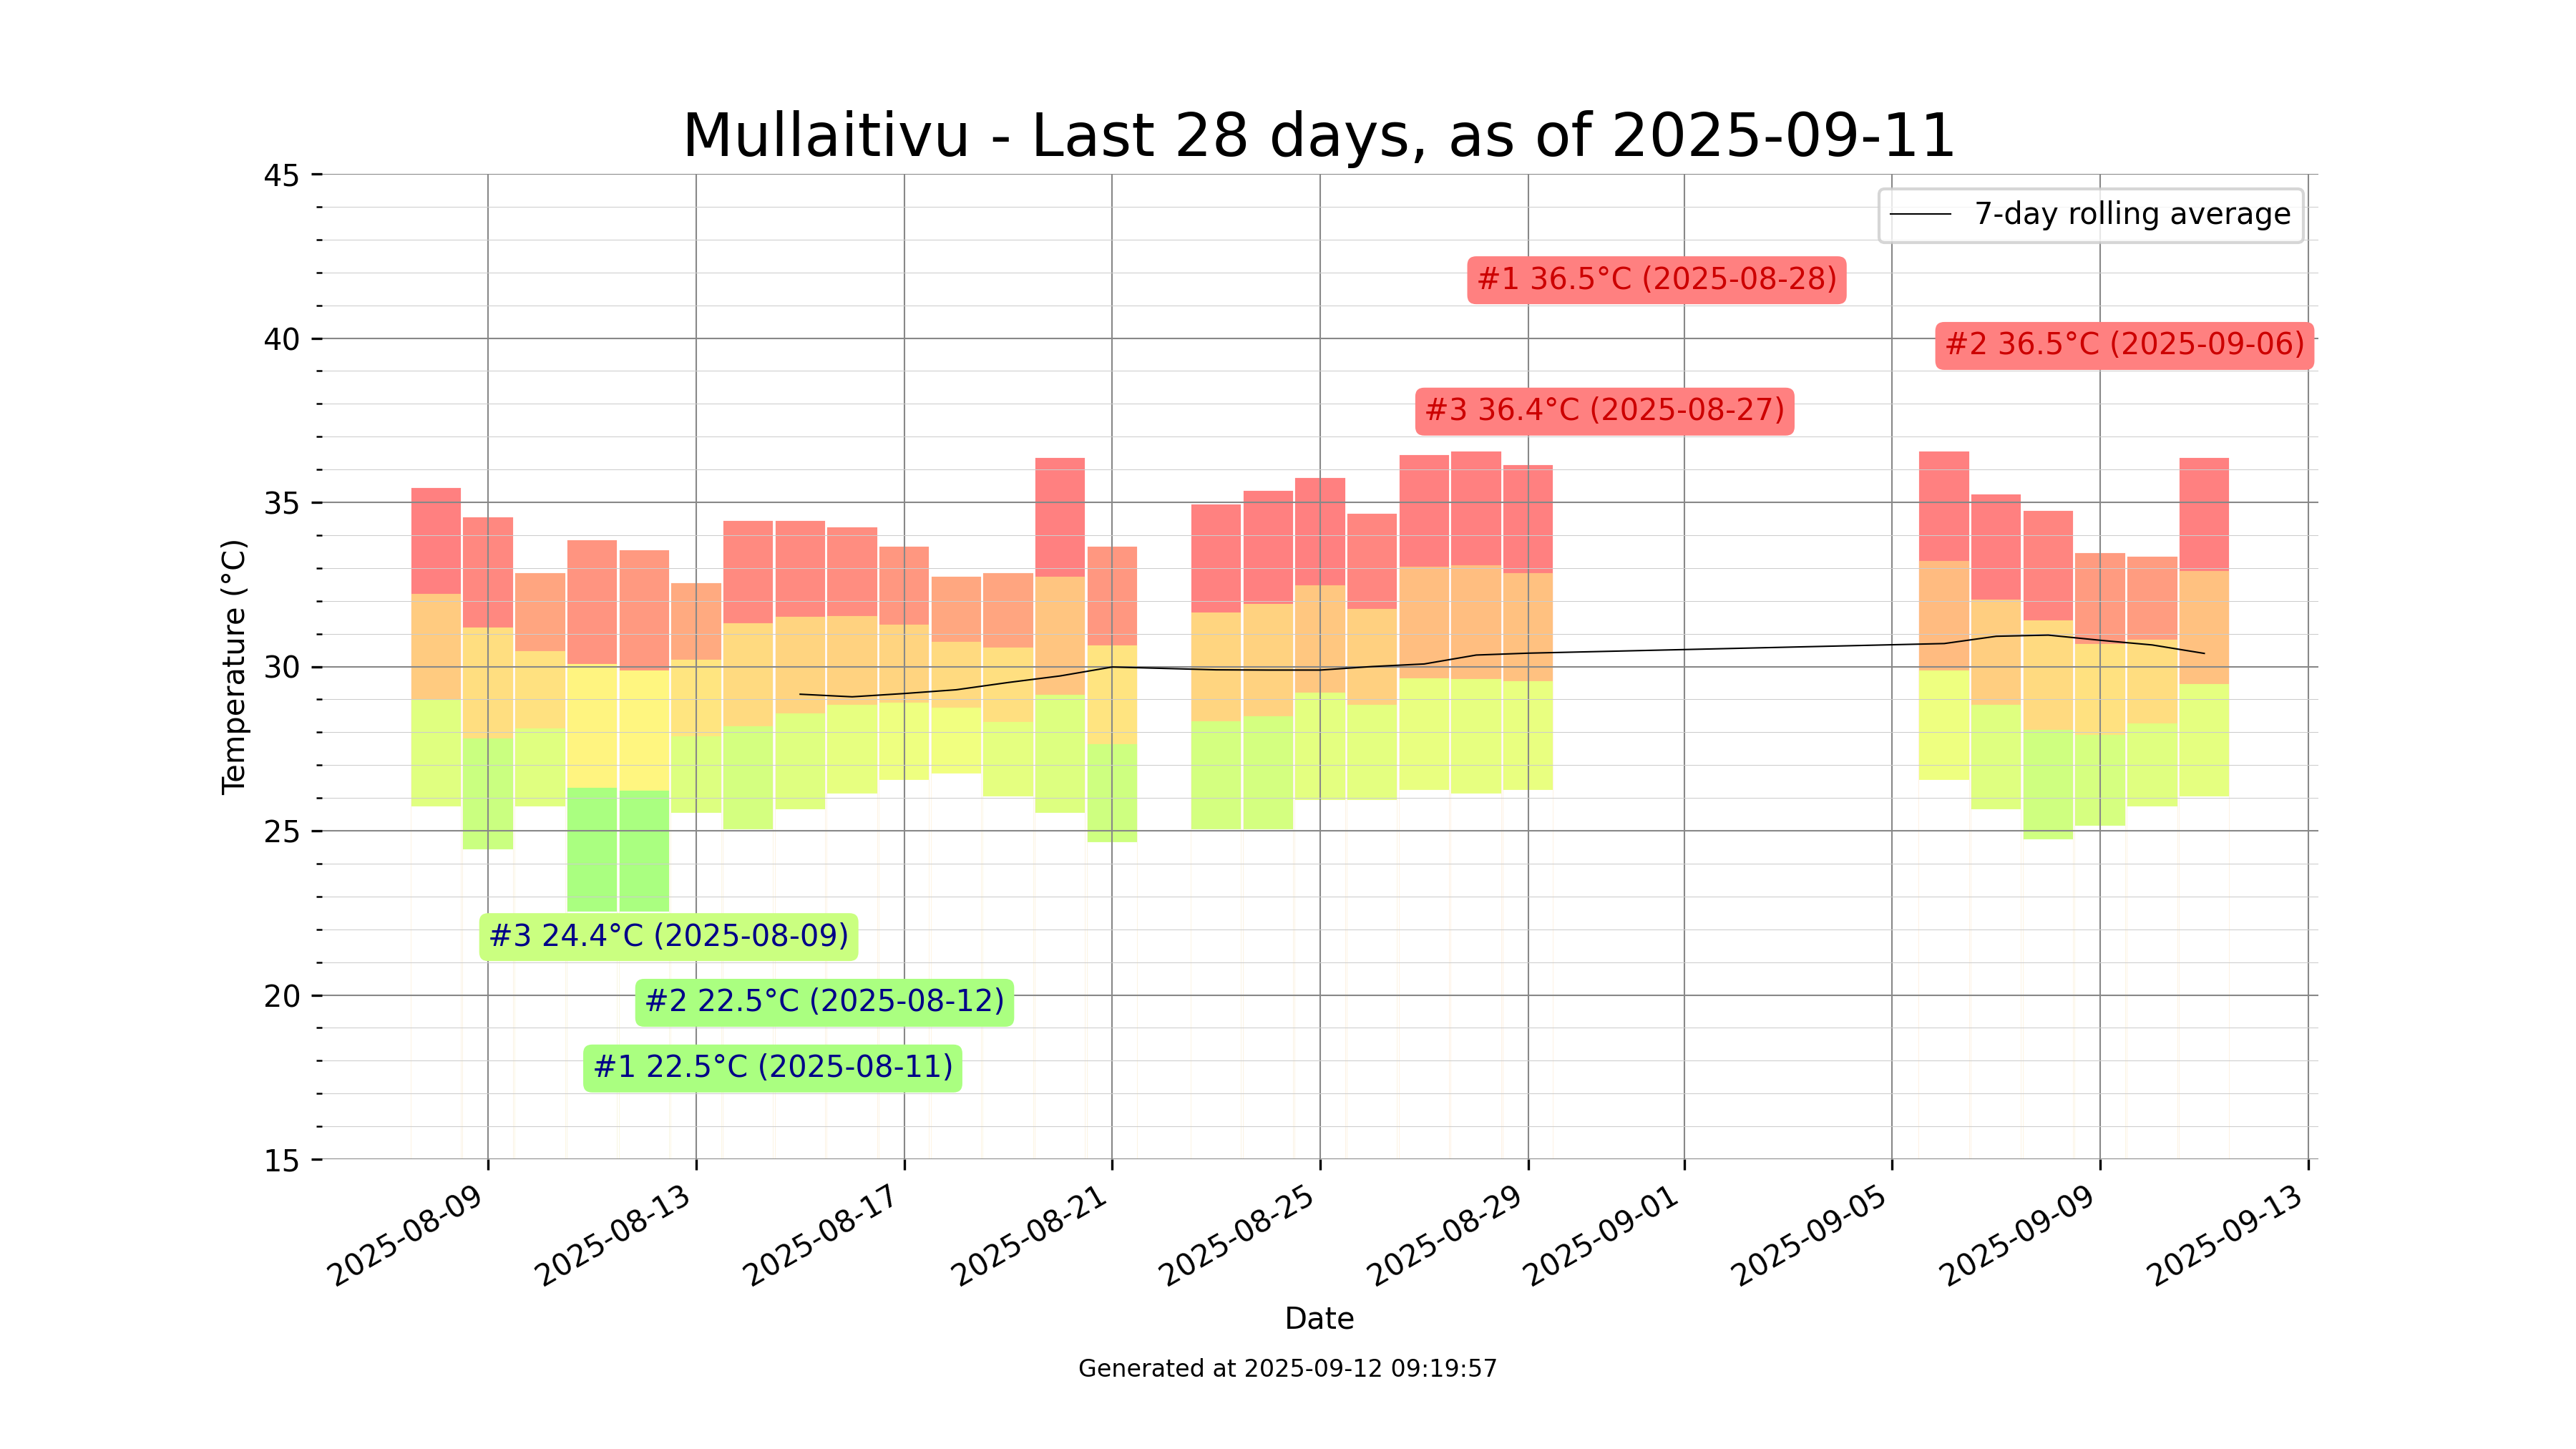 Mullaitivu - Last 28 days, as of 2025-09-11
45
7-day rolling average
#1 36.5°C (2025-08-28)
40
#2 36.5°C (2025-09-06)
#3 36.4°C (2025-08-27)
35
Temperature (°C)
30
25
#3 24.4°C (2025-08-09)
20
#2 22.5°C (2025-08-12)
#1 22.5°C (2025-08-11)
15
2025-08-09
2025-08-13
2025-08-17
2025-08-21
2025-08-25
2025-08-29
2025-09-01
2025-09-05
2025-09-09
2025-09-13
Date
Generated at 2025-09-12 09:19:57